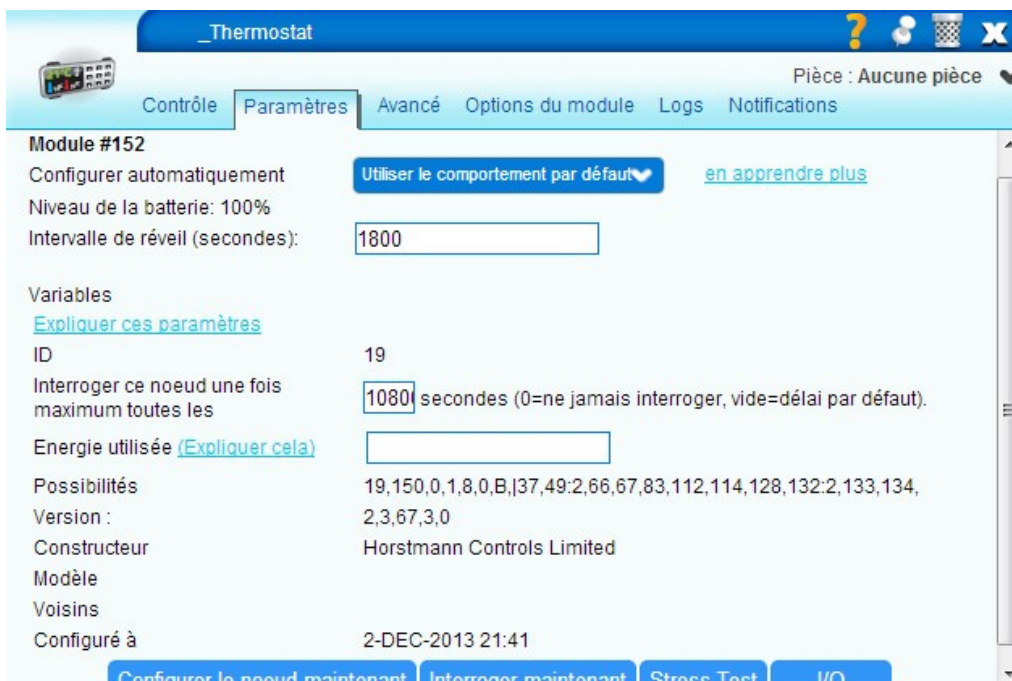 _Thermostat
Pièce : Aucune pièce
Contrôle Paramètres Avancé Options du module Logs Notifications
Module #152
Configurer automatiquement Utiliser le comportement par défaut en apprendre plus
Niveau de la batterie: 100%
Intervalle de réveil (secondes): 1800
Variables
Expliquer ces paramètres
ID 19
Interroger ce noeud une fois
maximum toutes les 10800 secondes (0=ne jamais interroger, vide=délai par défaut).
Energie utilisée (Expliquer cela)
Possibilités 19,150,0,1,8,0,B,|37,49:2,66,67,83,112,114,128,132:2,133,134,
Version : 2,3,67,3,0
Constructeur Horstmann Controls Limited
Modèle
Voisins
Configuré à 2-DEC-2013 21:41
Configurer le noeud maintenant Interroger maintenant Stress Test I/O